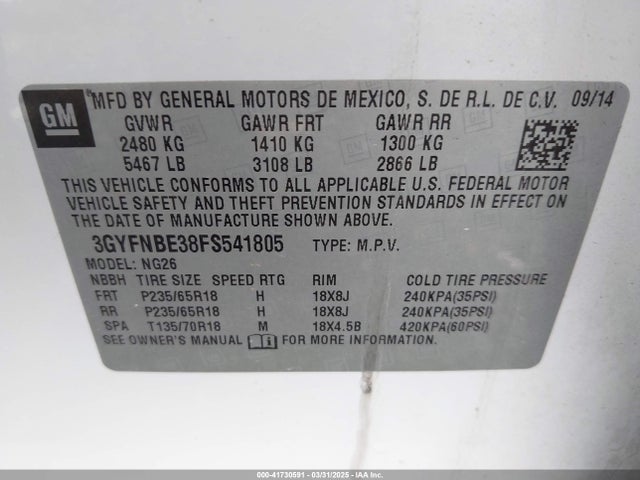 GM
MFD BY GENERAL MOTORS DE MEXICO, S. DE R.L. DE C.V. 09/14
GVWR GAWR FRT GAWR RR
2480 KG 1410 KG 1300 KG
5467 LB 3108 LB 2866 LB
THIS VEHICLE CONFORMS TO ALL APPLICABLE U.S. FEDERAL MOTOR
VEHICLE SAFETY AND THEFT PREVENTION STANDARDS IN EFFECT ON
THE DATE OF MANUFACTURE SHOWN ABOVE.
3GYFNBE38FS541805 TYPE: M.P.V.
MODEL: NG26
NBBH TIRE SIZE SPEED RTG RIM COLD TIRE PRESSURE
FRT P235/65R18 H 18X8J 240KPA(35PSI)
RR P235/65R18 H 18X8J 240KPA(35PSI)
SPA T135/70R18 M 18X4.5B 420KPA(60PSI)
SEE OWNER'S MANUAL FOR MORE INFORMATION.
000-41730591 - 03/31/2025 - IAAI.COM